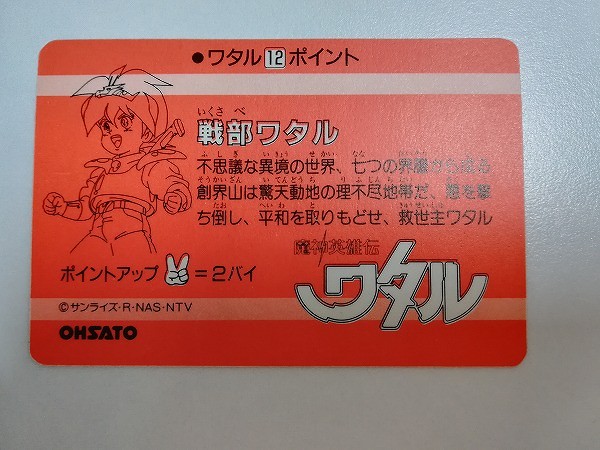 ●ワタル12ポイント
いくさべ
戦部ワタル
ふしぎ いきょう せかい なな かいそう
不思議な異境の世界、七つの界層からなる
そうかいざん きょうてんどうち りふじんちたい
創界山は驚天動地の理不尽地帯だ、悪を撃
たお へいわ と きゅうせいしゅ
ち倒し、平和を取りもどせ、救世主ワタル
ポイントアップ=2バイ
魔神英雄伝
ワタル
©サンライズ・R・NAS・NTV
OHSATO